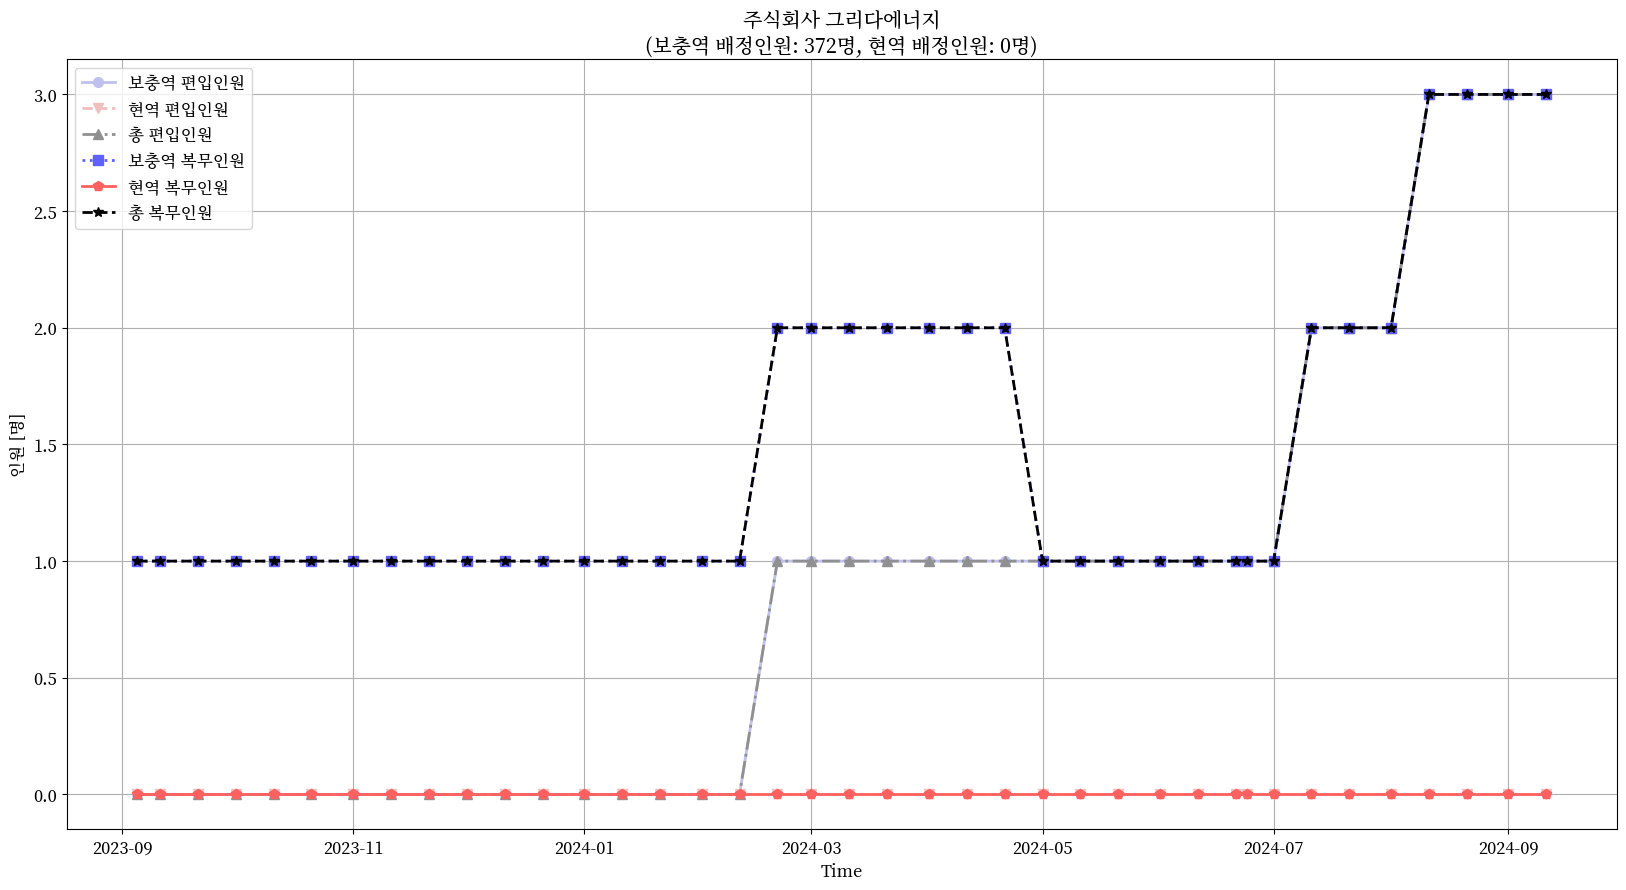 주식회사 그리다에너지
(보충역 배정인원: 372명, 현역 배정인원: 0명)
보충역 편입인원
현역 편입인원
총 편입인원
보충역 복무인원
현역 복무인원
총 복무인원
인원 [명]
3.0
2.5
2.0
1.5
1.0
0.5
0.0
2023-09
2023-11
2024-01
2024-03
2024-05
2024-07
2024-09
Time